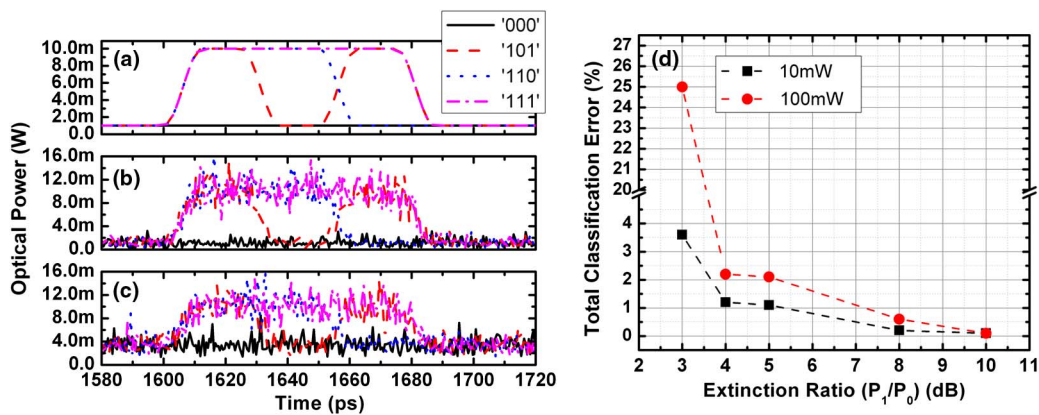 '000'
'101'
'110'
'111'
(a)
10.0m
8.0m
6.0m
4.0m
2.0m
0.0
(b)
16.0m
12.0m
8.0m
4.0m
0.0
(c)
16.0m
12.0m
8.0m
4.0m
0.0
Optical Power (W)
1580 1600 1620 1640 1660 1680 1700 1720
Time (ps)
(d)
10mW
100mW
27
26
25
24
23
22
21
20
4
3
2
1
0
Total Classification Error (%)
2 3 4 5 6 7 8 9 10 11
Extinction Ratio (P₁/P₀) (dB)